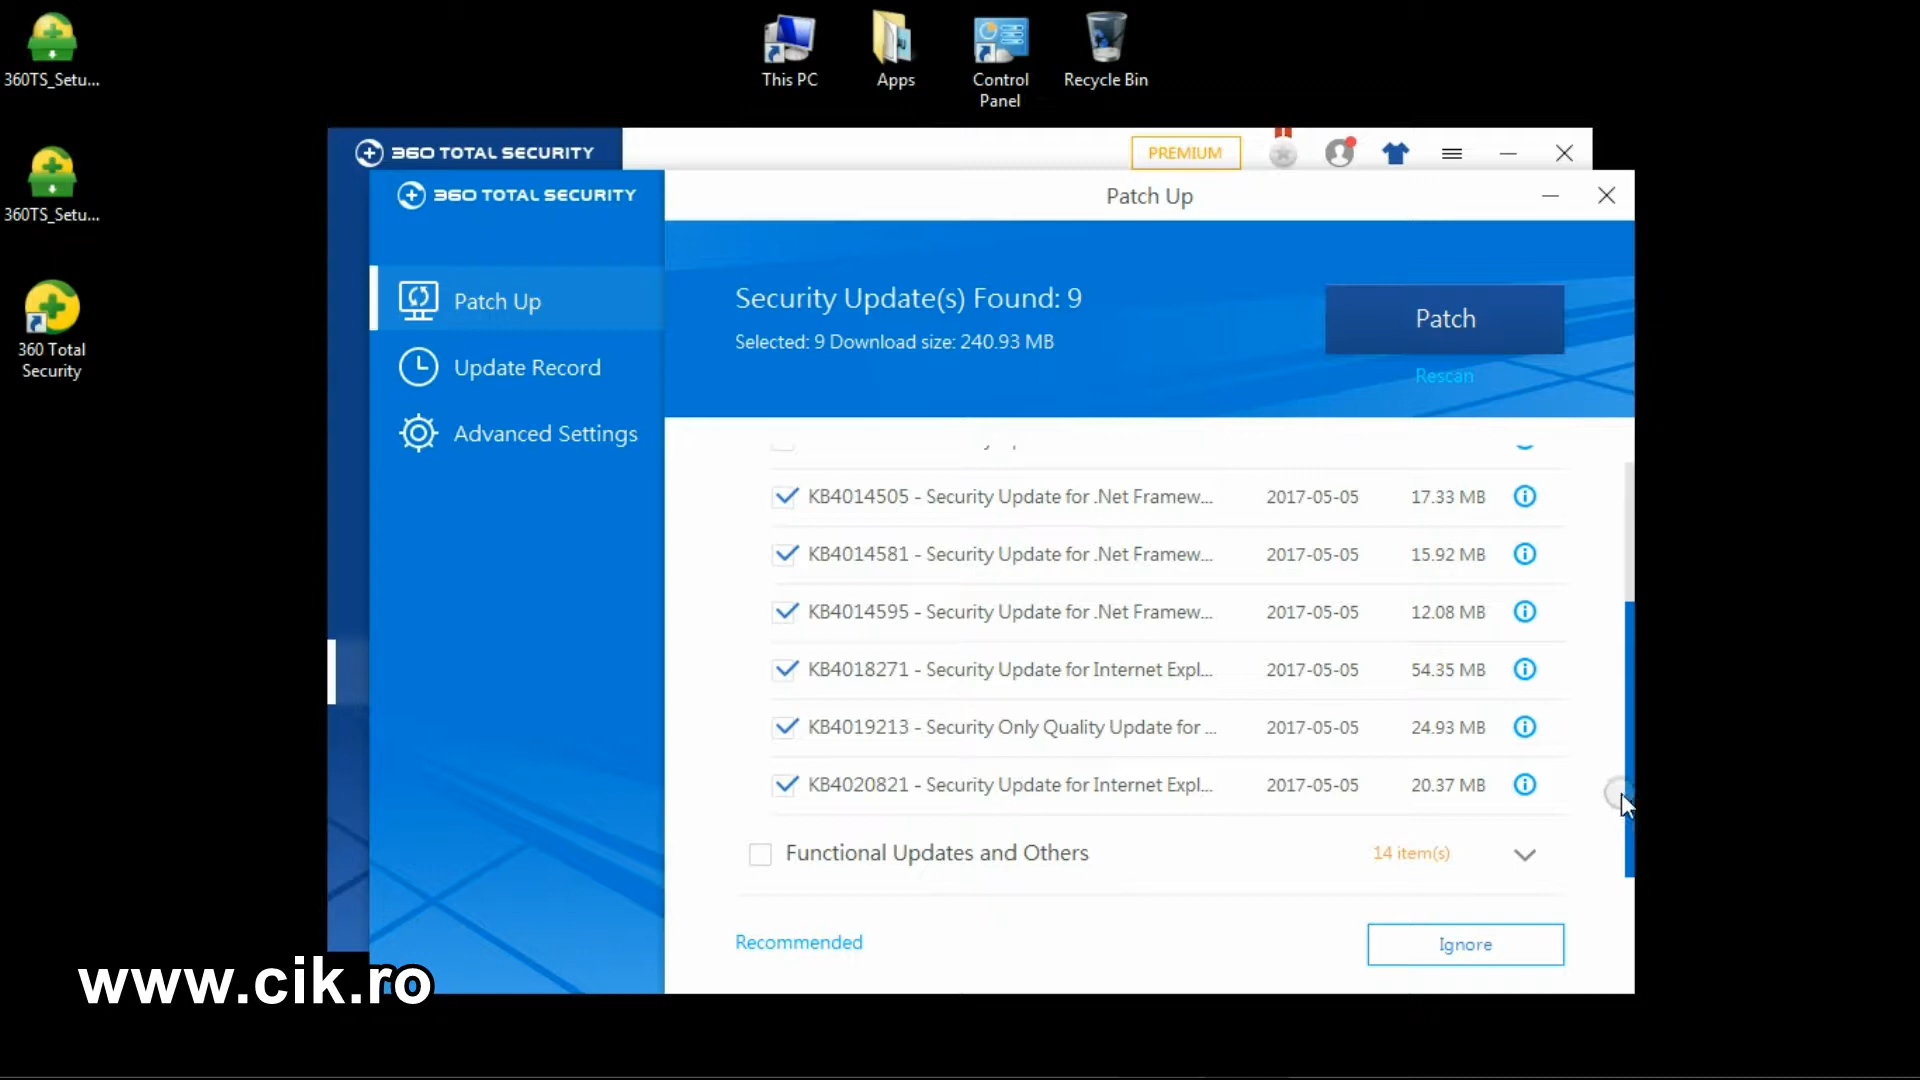 360TS_Setu...
This PC
Apps
Control
Panel
Recycle Bin
360TS_Setu...
360 Total
Security
360 TOTAL SECURITY
PREMIUM
360 TOTAL SECURITY
Patch Up
Patch Up
Update Record
Advanced Settings
Security Update(s) Found: 9
Selected: 9 Download size: 240.93 MB
Patch
Rescan
KB4014505 - Security Update for .Net Framew... 2017-05-05 17.33 MB
KB4014581 - Security Update for .Net Framew... 2017-05-05 15.92 MB
KB4014595 - Security Update for .Net Framew... 2017-05-05 12.08 MB
KB4018271 - Security Update for Internet Expl... 2017-05-05 54.35 MB
KB4019213 - Security Only Quality Update for ... 2017-05-05 24.93 MB
KB4020821 - Security Update for Internet Expl... 2017-05-05 20.37 MB
Functional Updates and Others 14 item(s)
Recommended
Ignore
www.cik.ro